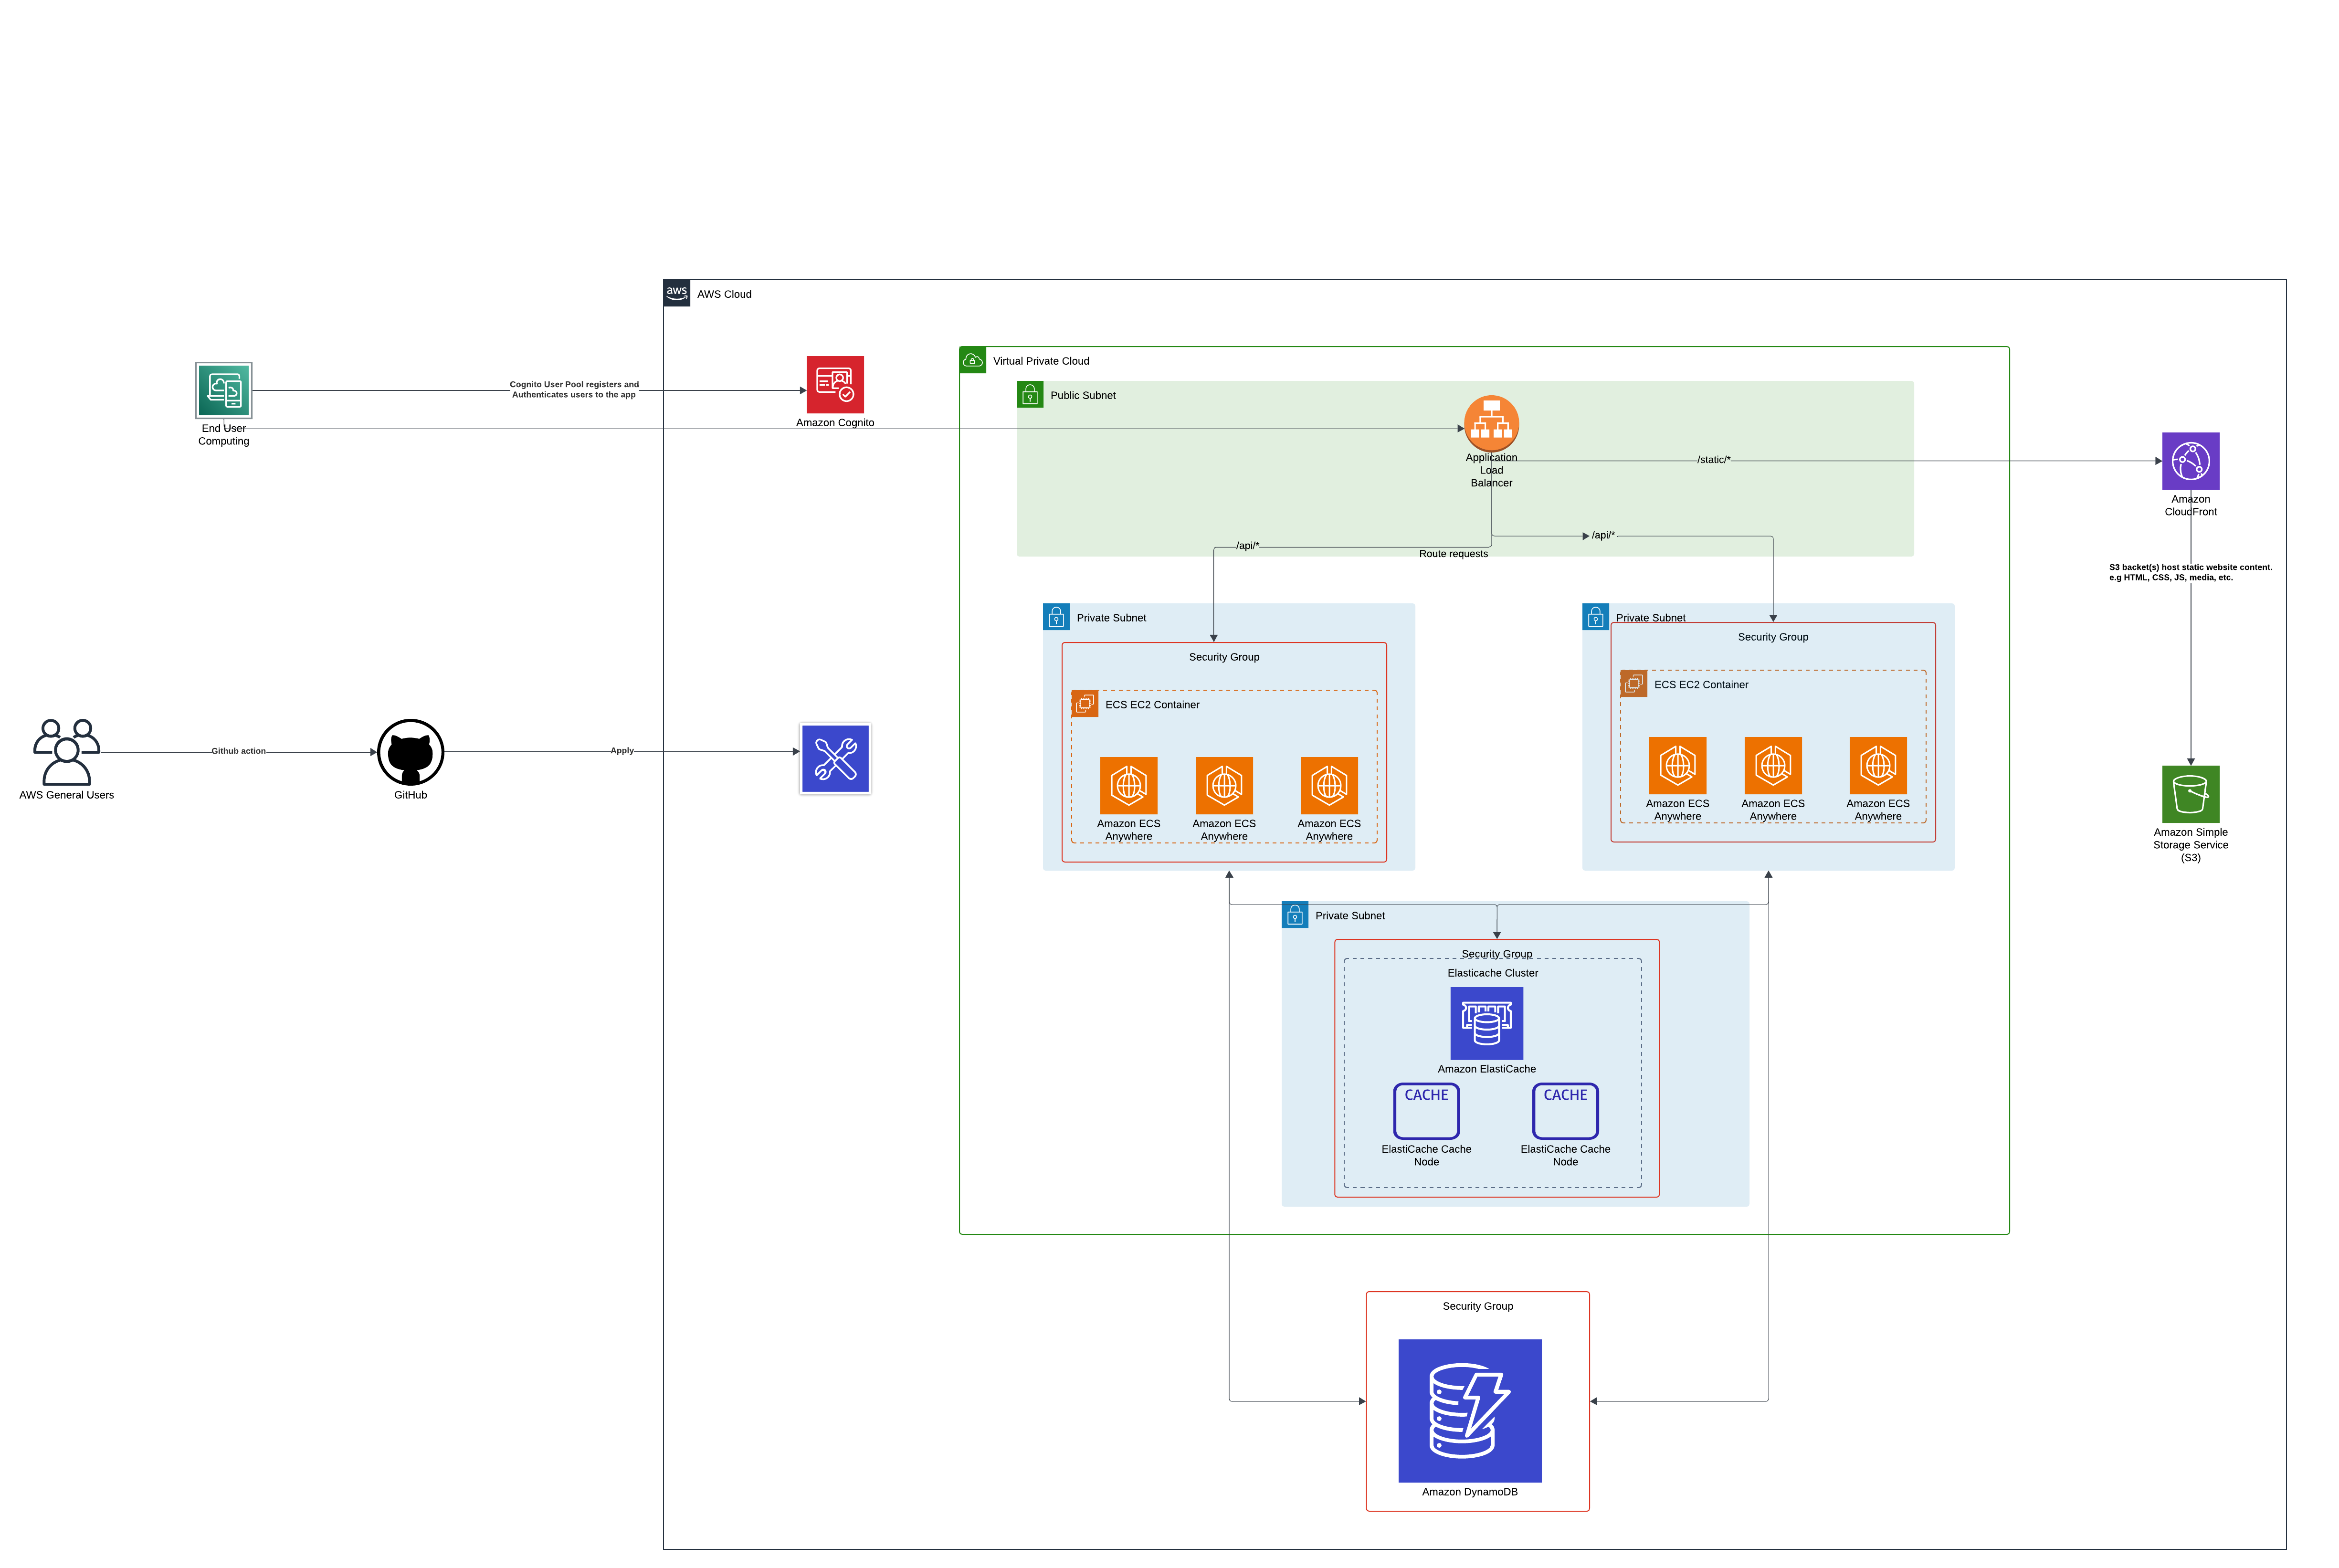 aws
AWS Cloud
Virtual Private Cloud
Public Subnet
Cognito User Pool registers and
Authenticates users to the app
Amazon Cognito
End User
Computing
Application
Load
Balancer
/static/*
Amazon
CloudFront
/api/*
/api/*
Route requests
S3 backet(s) host static website content.
e.g HTML, CSS, JS, media, etc.
Private Subnet
Security Group
ECS EC2 Container
Amazon ECS
Anywhere
Amazon ECS
Anywhere
Amazon ECS
Anywhere
Private Subnet
Security Group
ECS EC2 Container
Amazon ECS
Anywhere
Amazon ECS
Anywhere
Amazon ECS
Anywhere
Github action
Apply
AWS General Users
GitHub
Amazon Simple
Storage Service
(S3)
Private Subnet
Security Group
Elasticache Cluster
Amazon ElastiCache
CACHE
CACHE
ElastiCache Cache
Node
ElastiCache Cache
Node
Security Group
Amazon DynamoDB